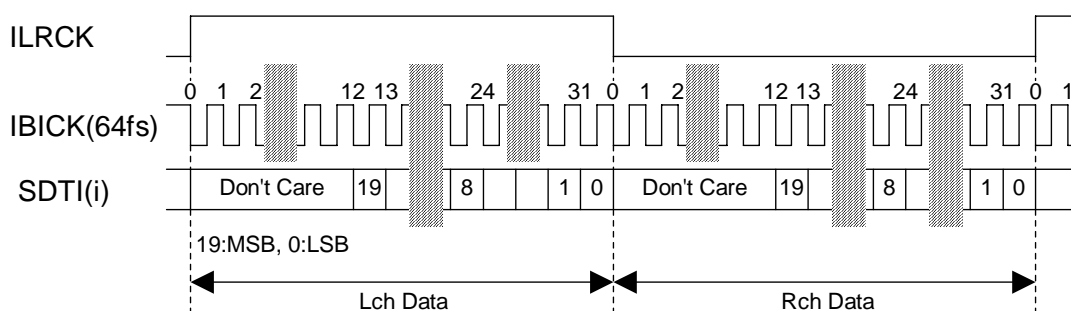 ILRCK
0 1 2 12 13 24 31 0 1 2 12 13 24 31 0 1
IBICK(64fs)
SDTI(i) Don't Care 19 8 1 0 Don't Care 19 8 1 0
19:MSB, 0:LSB
Lch Data Rch Data